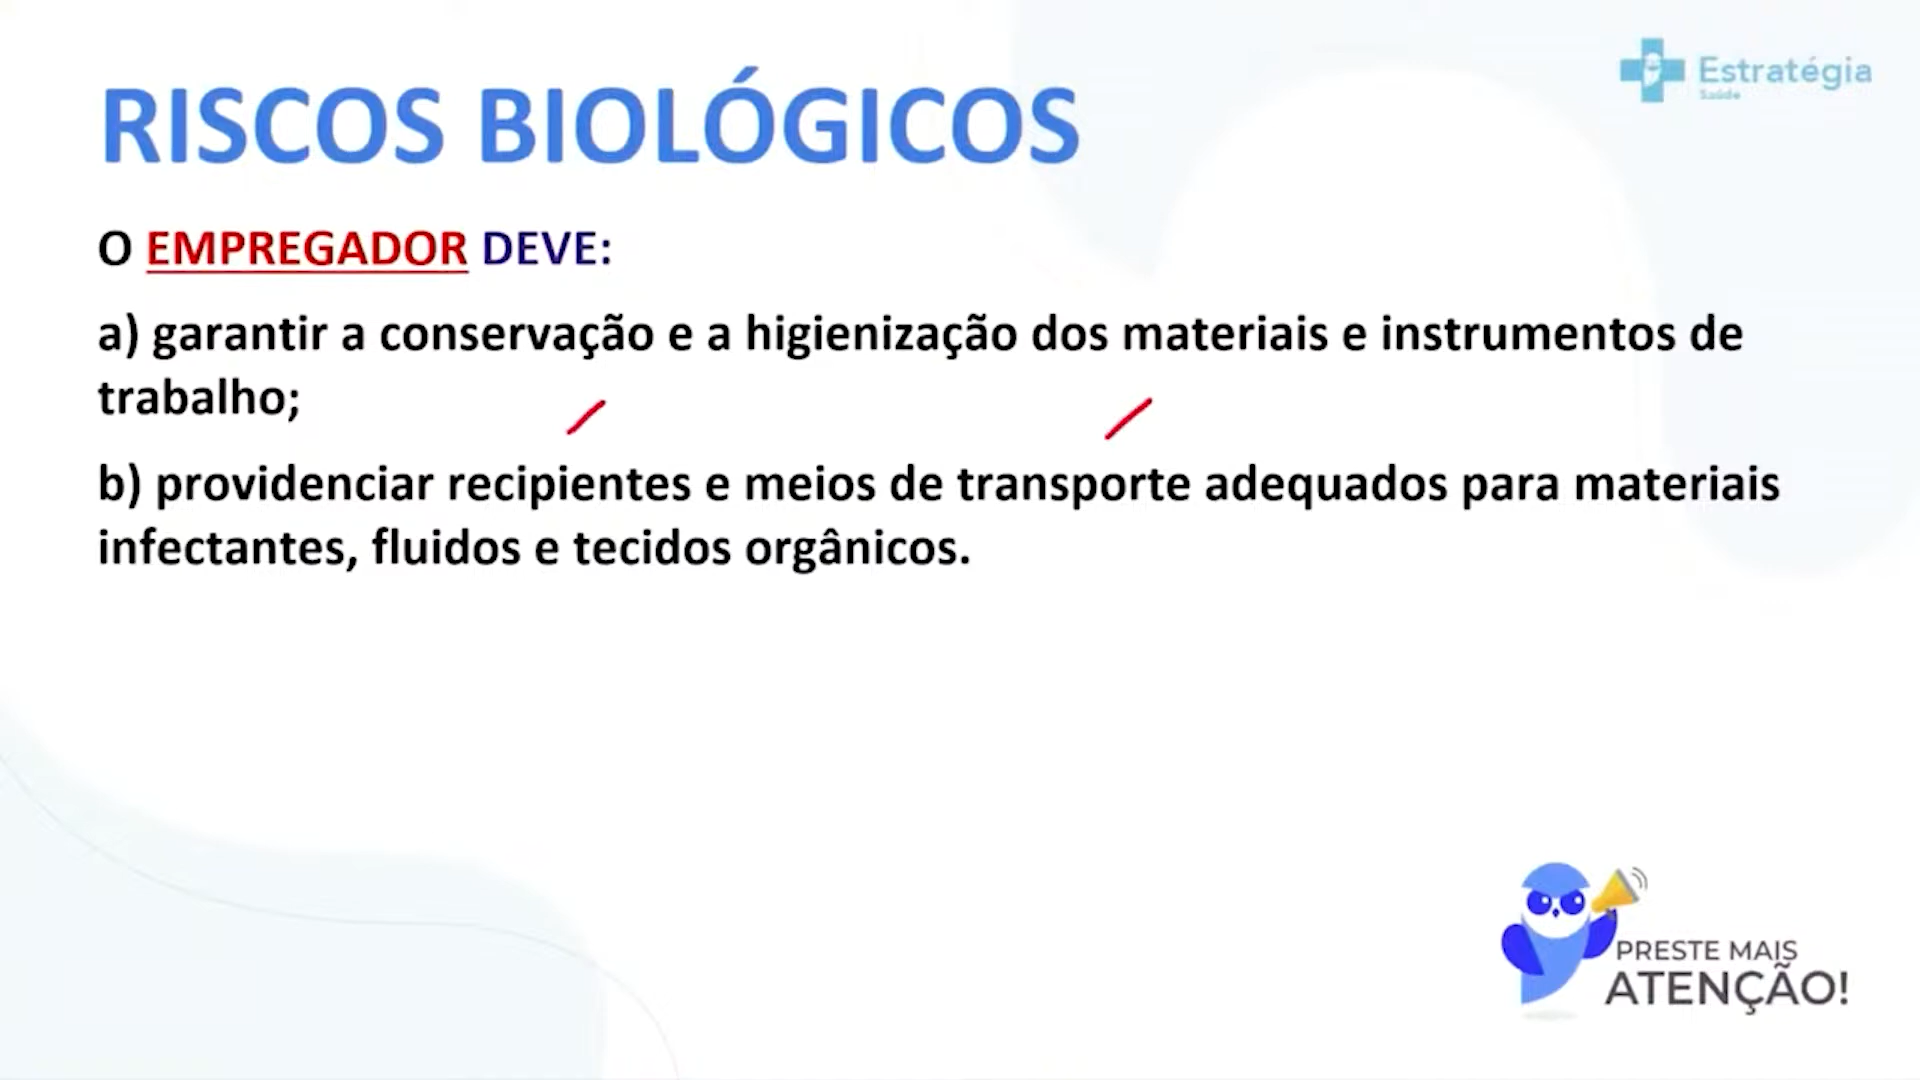 Estratégia
Saúde
RISCOS BIOLÓGICOS
O EMPREGADOR DEVE:
a) garantir a conservação e a higienização dos materiais e instrumentos de
trabalho;
b) providenciar recipientes e meios de transporte adequados para materiais
infectantes, fluidos e tecidos orgânicos.
PRESTE MAIS
ATENÇÃO!